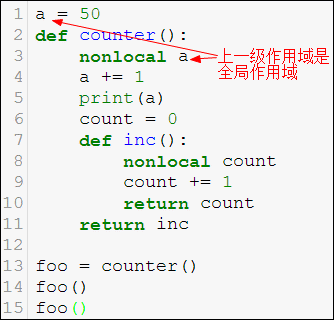 1 a = 50
2 def counter():
3     nonlocal a
上一级作用域是
全局作用域
4     a += 1
5     print(a)
6     count = 0
7     def inc():
8         nonlocal count
9         count += 1
10         return count
11     return inc
12
13 foo = counter()
14 foo()
15 foo()